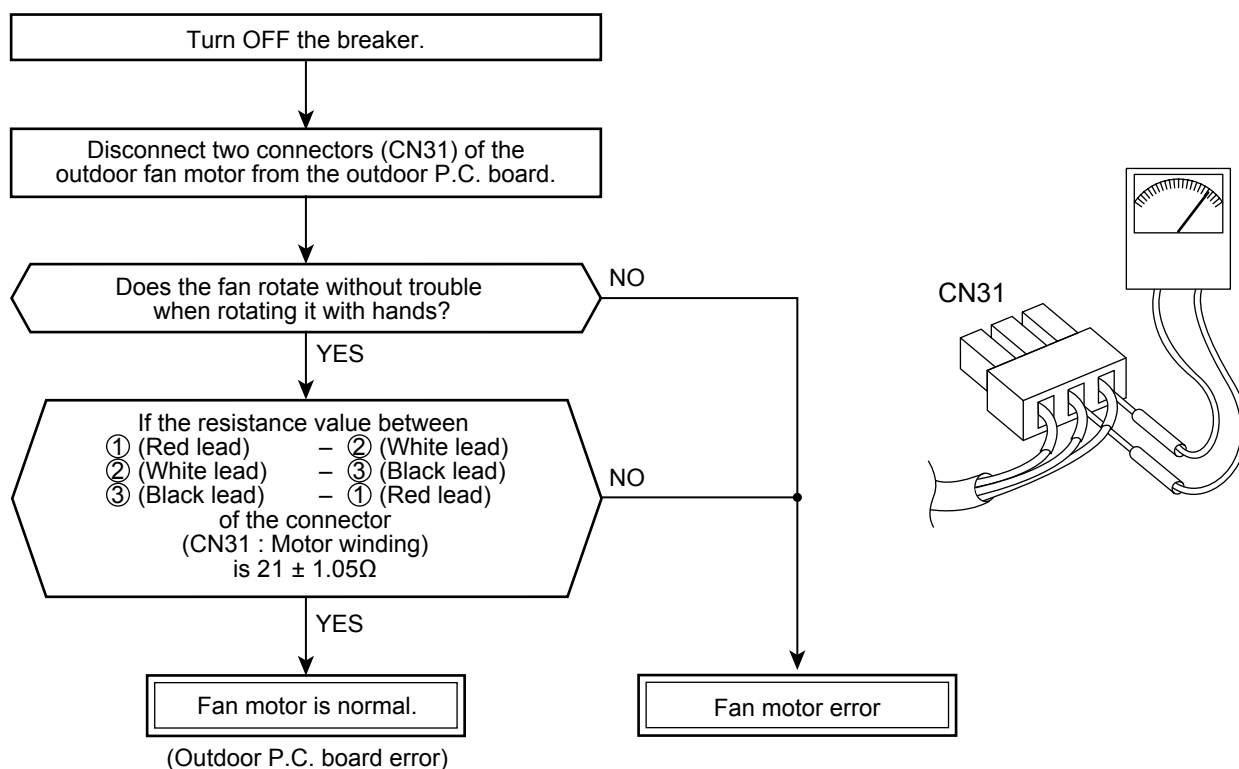 Turn OFF the breaker.
Disconnect two connectors (CN31) of the
outdoor fan motor from the outdoor P.C. board.
Does the fan rotate without trouble
when rotating it with hands?
NO
YES
If the resistance value between
① (Red lead) – ② (White lead)
② (White lead) – ③ (Black lead)
③ (Black lead) – ① (Red lead)
of the connector
(CN31 : Motor winding)
is 21 ± 1.05Ω
NO
YES
Fan motor is normal.
(Outdoor P.C. board error)
Fan motor error
CN31